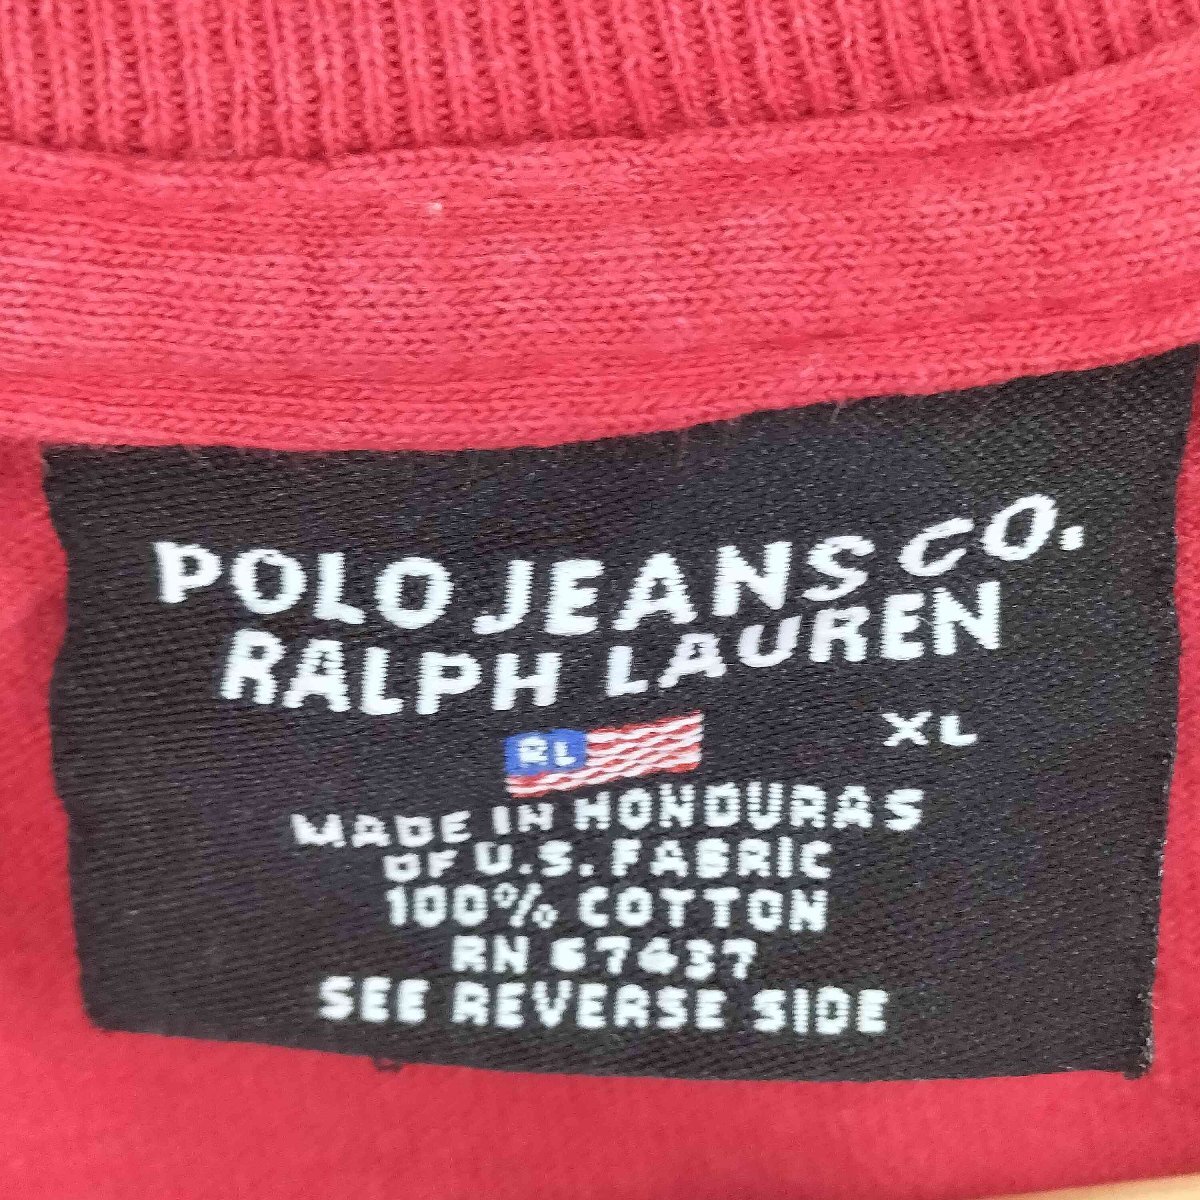 POLO JEANS CO.
RALPH LAUREN
RL
XL
MADE IN HONDURAS
OF U.S. FABRIC
100% COTTON
RN 67437
SEE REVERSE SIDE